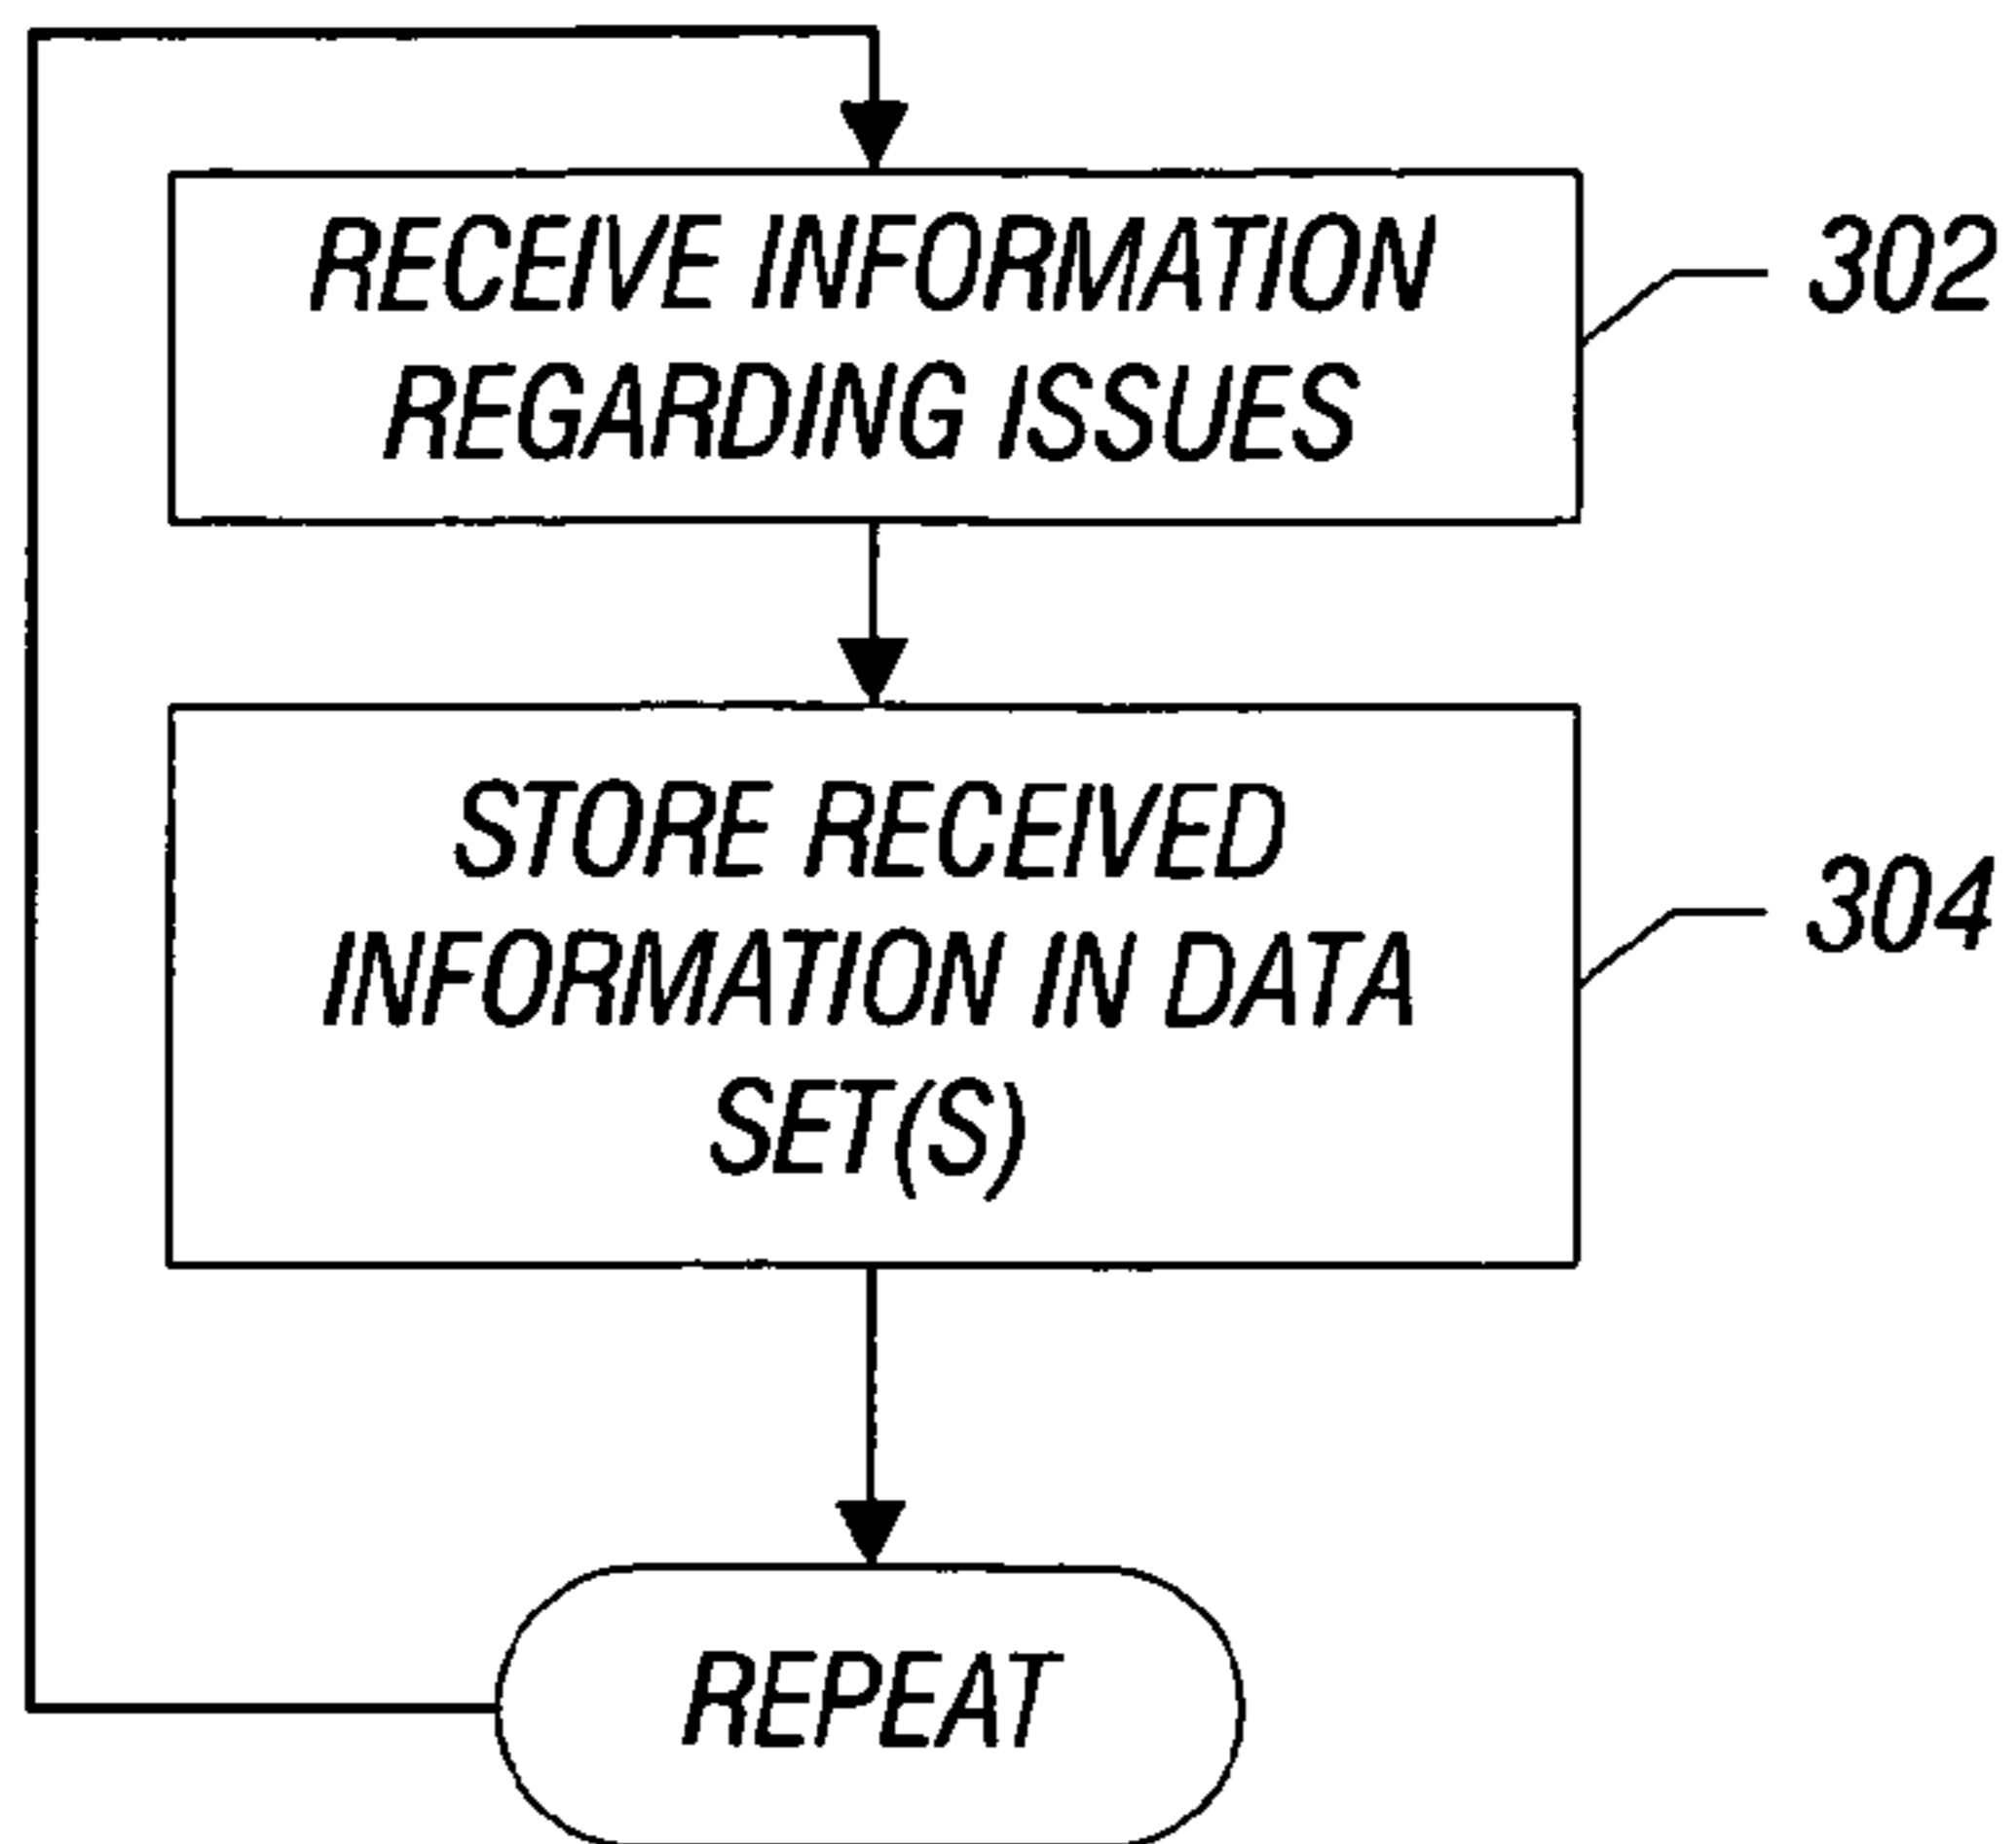 RECEIVE INFORMATION
REGARDING ISSUES
302
STORE RECEIVED
INFORMATION IN DATA
SET(S)
304
REPEAT